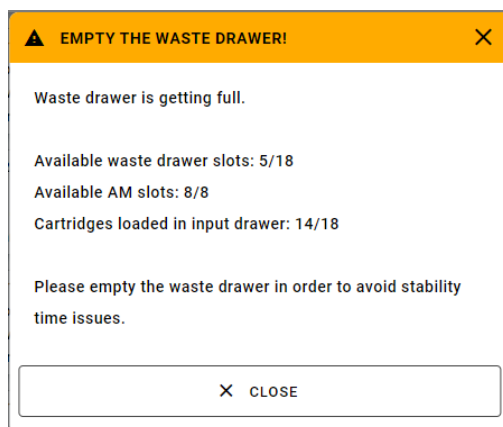 EMPTY THE WASTE DRAWER!
Waste drawer is getting full.
Available waste drawer slots: 5/18
Available AM slots: 8/8
Cartridges loaded in input drawer: 14/18
Please empty the waste drawer in order to avoid stability
time issues.
CLOSE